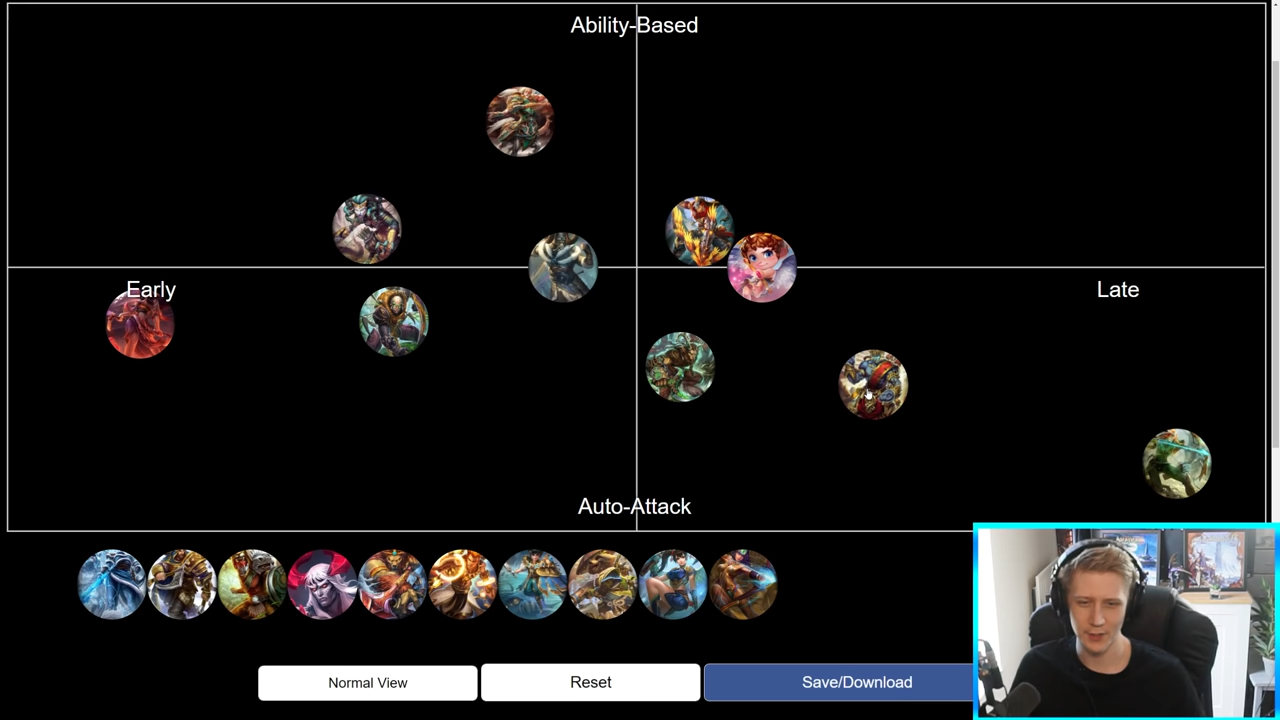 Ability-Based
Early
Late
Auto-Attack
Normal View
Reset
Save/Download